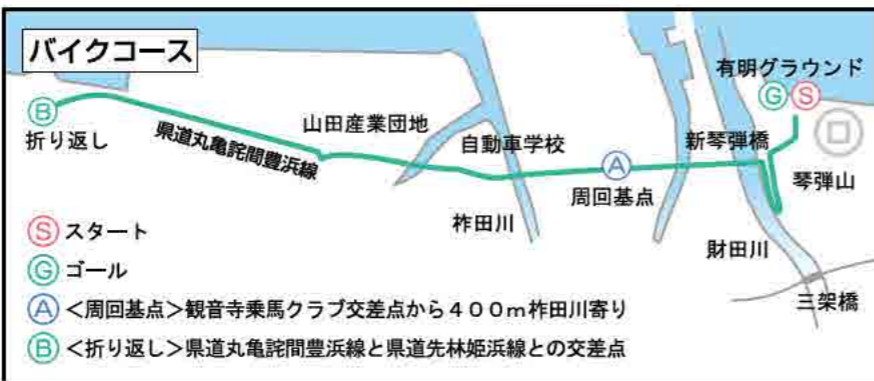 バイクコース
有明グラウンド
G S
B
折り返し
山田産業団地
県道丸亀詫間豊浜線
自動車学校
新琴弾橋
A
周回基点
琴弾山
柞田川
財田川
三架橋
S スタート
G ゴール
A <周回基点>観音寺乗馬クラブ交差点から400m柞田川寄り
B <折り返し>県道丸亀詫間豊浜線と県道先林姫浜線との交差点